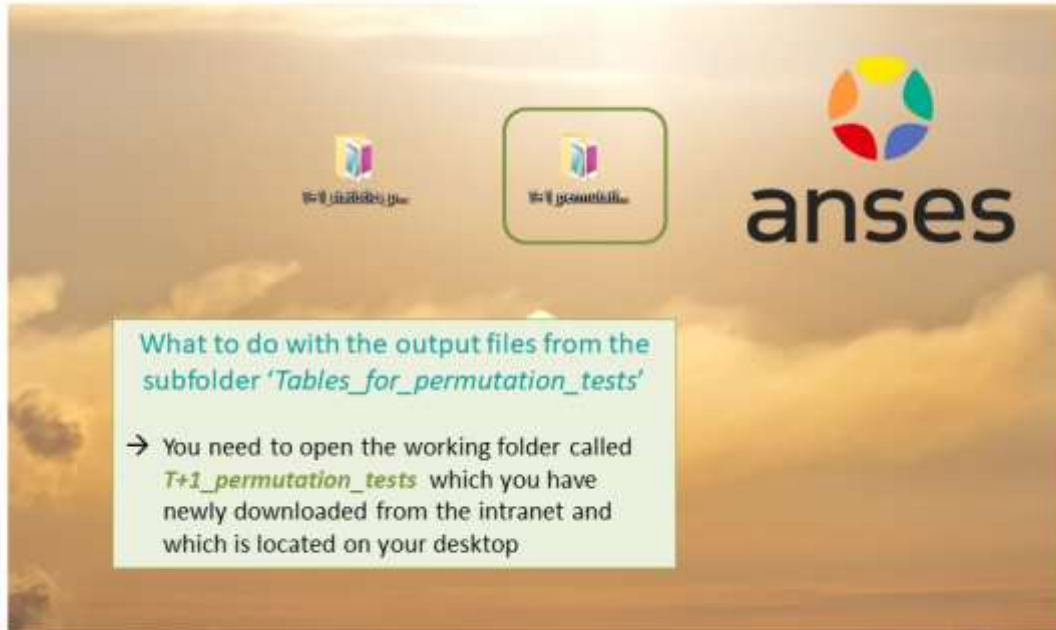 T+1_permutati...
anses
What to do with the output files from the
subfolder ‘Tables_for_permutation_tests’
→ You need to open the working folder called
T+1_permutation_tests which you have
newly downloaded from the intranet and
which is located on your desktop